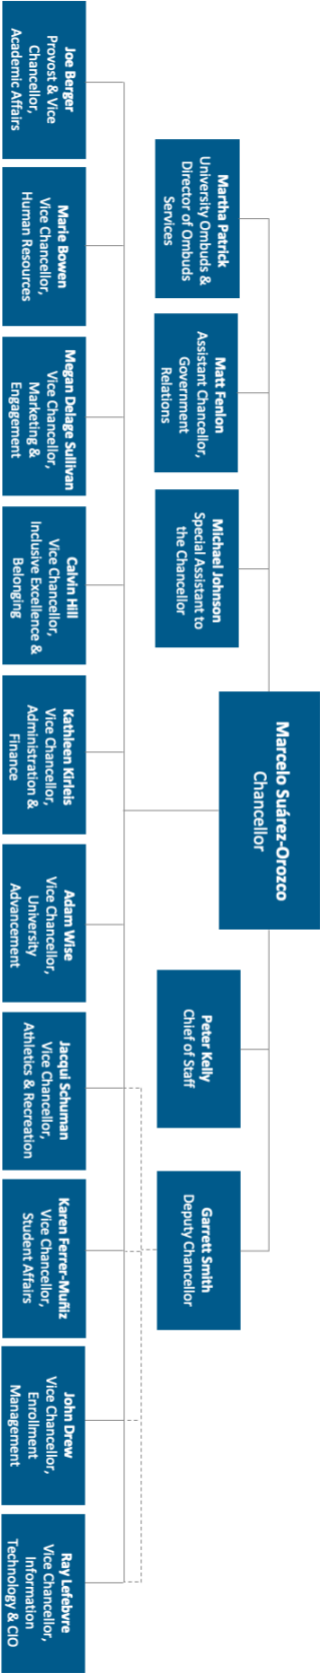 Marcelo Suárez-Orozco
Chancellor
Martha Patrick
University Ombuds &
Director of Ombuds
Services
Matt Fenlon
Assistant Chancellor,
Government
Relations
Michael Johnson
Special Assistant to
the Chancellor
Peter Kelly
Chief of Staff
Garrett Smith
Deputy Chancellor
Joe Berger
Provost & Vice
Chancellor,
Academic Affairs
Marie Bowen
Vice Chancellor,
Human Resources
Megan Delage Sullivan
Vice Chancellor,
Marketing &
Engagement
Calvin Hill
Vice Chancellor,
Inclusive Excellence &
Belonging
Kathleen Kirleis
Vice Chancellor,
Administration &
Finance
Adam Wise
Vice Chancellor,
University
Advancement
Jacqui Schuman
Vice Chancellor,
Athletics & Recreation
Karen Ferrer-Muñiz
Vice Chancellor,
Student Affairs
John Drew
Vice Chancellor,
Enrollment
Management
Ray Lefebvre
Vice Chancellor,
Information
Technology & CIO